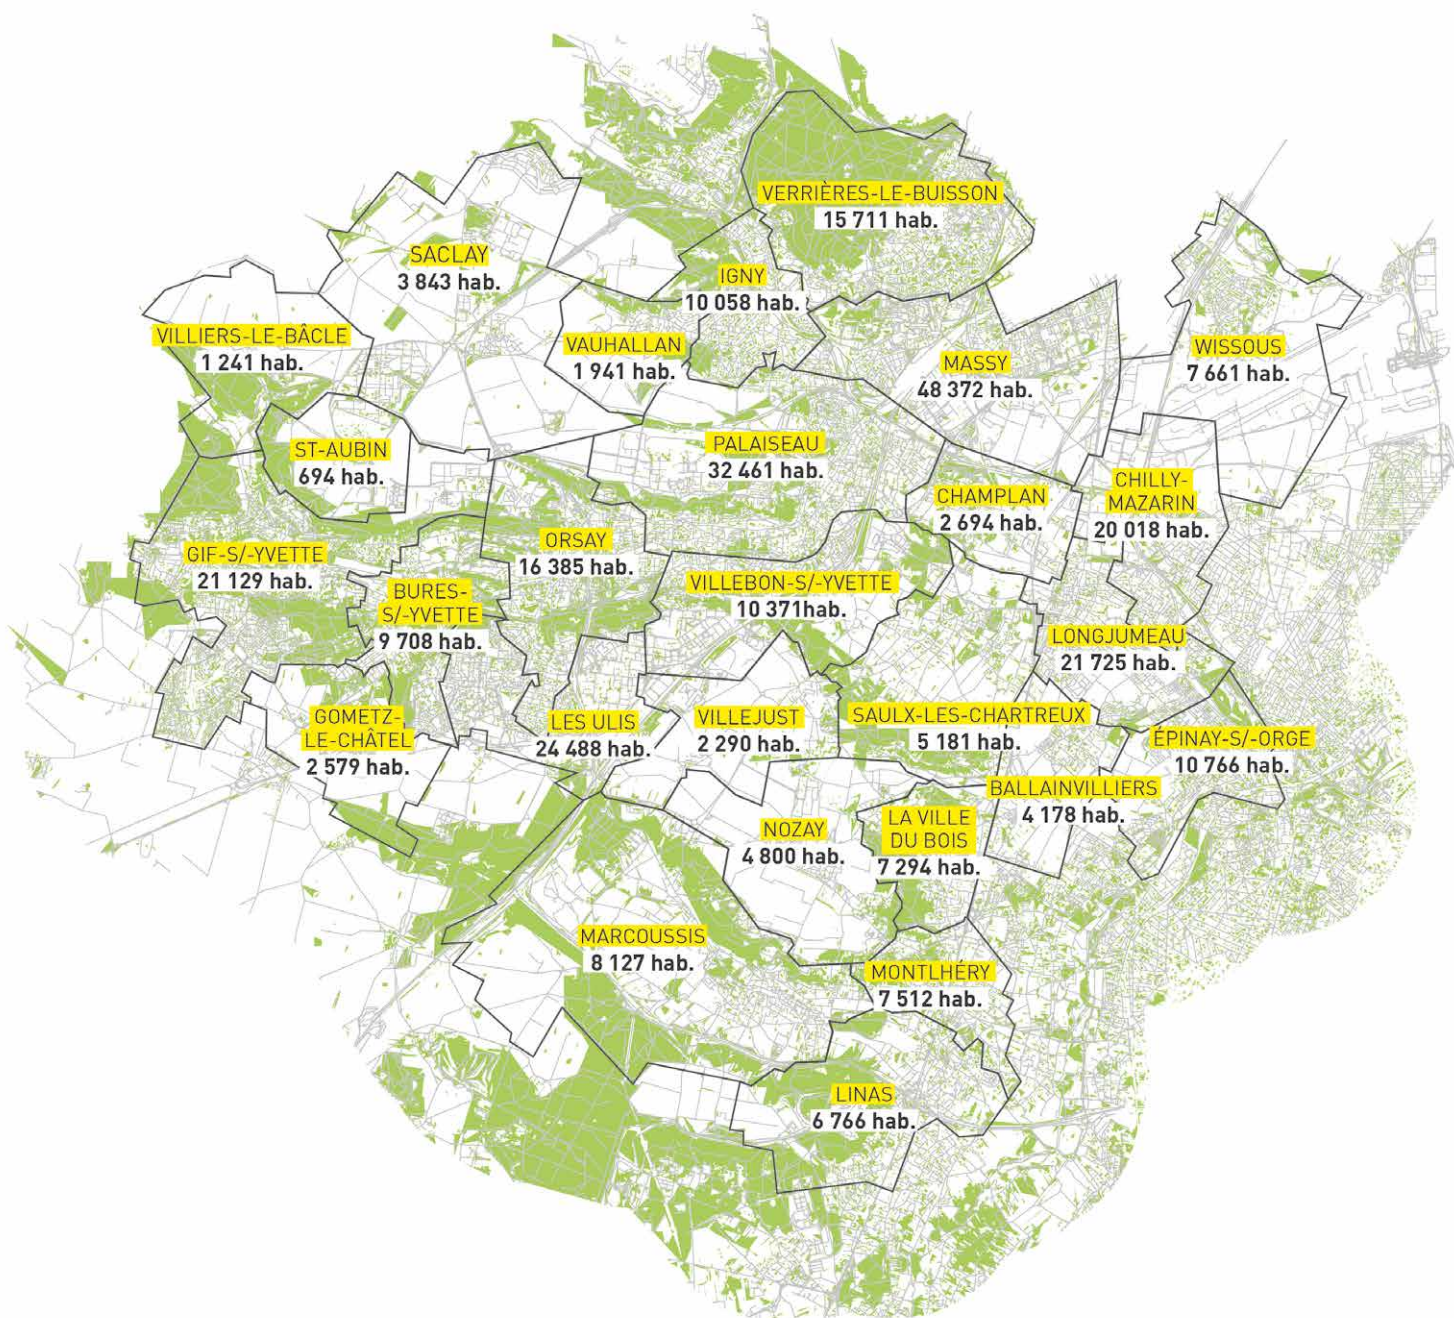 VERRIÈRES-LE-BUISSON
15 711 hab.
SACLAY
3 843 hab.
IGNY
10 058 hab.
VILLIERS-LE-BÂCLE
1 241 hab.
VAUHALLAN
1 941 hab.
MASSY
48 372 hab.
WISSOUS
7 661 hab.
ST-AUBIN
694 hab.
PALAISEAU
32 461 hab.
CHAMPLAN
2 694 hab.
CHILLY-
MAZARIN
20 018 hab.
GIF-S/-YVETTE
21 129 hab.
ORSAY
16 385 hab.
BURES-
S/-YVETTE
9 708 hab.
VILLEBON-S/-YVETTE
10 371hab.
LONGJUMEAU
21 725 hab.
GOMETZ-
LE-CHÂTEL
2 579 hab.
LES ULIS
24 488 hab.
VILLEJUST
2 290 hab.
SAULX-LES-CHARTREUX
5 181 hab.
ÉPINAY-S/-ORGE
10 766 hab.
BALLAINVILLIERS
4 178 hab.
NOZAY
4 800 hab.
LA VILLE
DU BOIS
7 294 hab.
MARCOUSSIS
8 127 hab.
MONTLHÉRY
7 512 hab.
LINAS
6 766 hab.